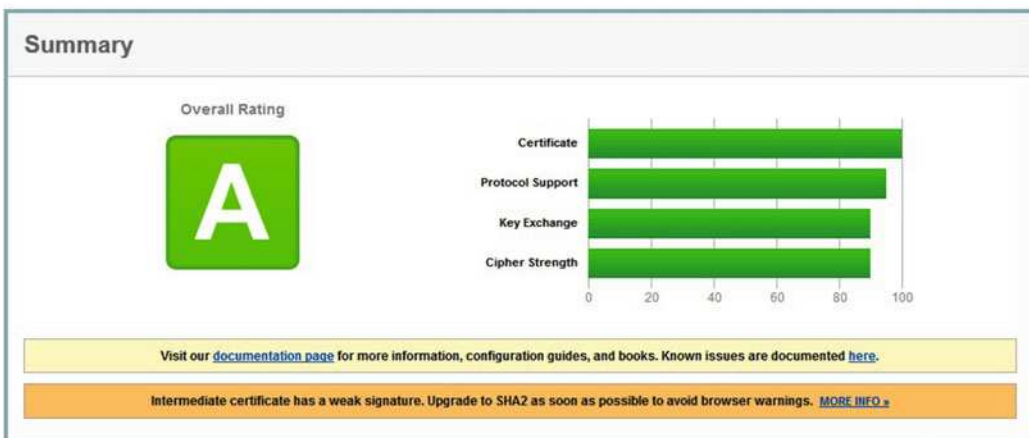 Summary
Overall Rating
A
Certificate
Protocol Support
Key Exchange
Cipher Strength
0 20 40 60 80 100
Visit our documentation page for more information, configuration guides, and books. Known issues are documented here.
Intermediate certificate has a weak signature. Upgrade to SHA2 as soon as possible to avoid browser warnings. MORE INFO »